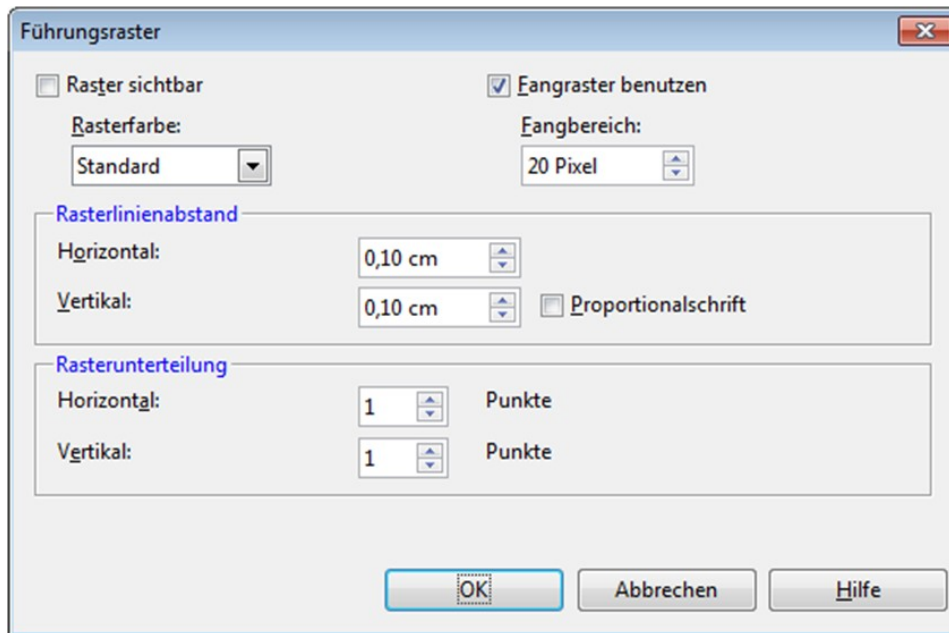 Führungsraster
Raster sichtbar
Fangraster benutzen
Rasterfarbe:
Fangbereich:
Standard
20 Pixel
Rasterlinienabstand
Horizontal:
0,10 cm
Vertikal:
0,10 cm
Proportionalschrift
Rasterunterteilung
Horizontal:
1
Punkte
Vertikal:
1
Punkte
OK
Abbrechen
Hilfe